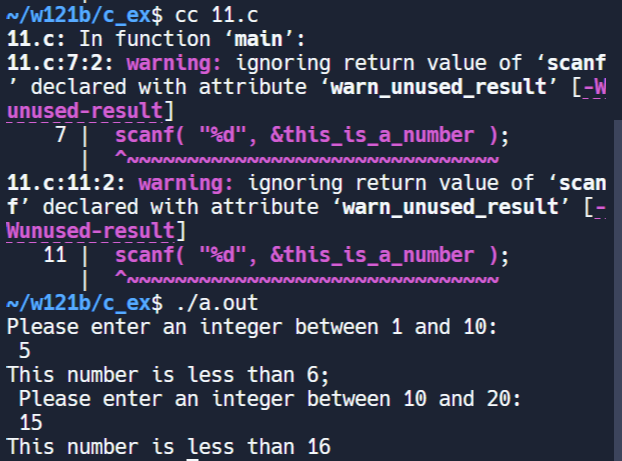 ~/w121b/c_ex$ cc 11.c
11.c: In function ‘main’:
11.c:7:2: warning: ignoring return value of ‘scanf
’ declared with attribute ‘warn_unused_result’ [-W
unused-result]
7 | scanf( "%d", &this_is_a_number );
| ^~~~~~~~~~~~~~~~~~~~~~~~~~~~~~~~
11.c:11:2: warning: ignoring return value of ‘scan
f’ declared with attribute ‘warn_unused_result’ [-
Wunused-result]
11 | scanf( "%d", &this_is_a_number );
| ^~~~~~~~~~~~~~~~~~~~~~~~~~~~~~~~
~/w121b/c_ex$ ./a.out
Please enter an integer between 1 and 10:
5
This number is less than 6;
Please enter an integer between 10 and 20:
15
This number is less than 16